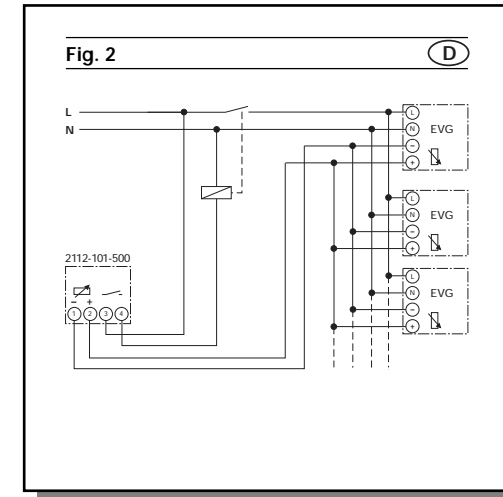 Fig. 2 D
L
N
L
N EVG
–
+
L
N EVG
–
+
2112-101-500
L
N EVG
–
+
– +
1 2 3 4